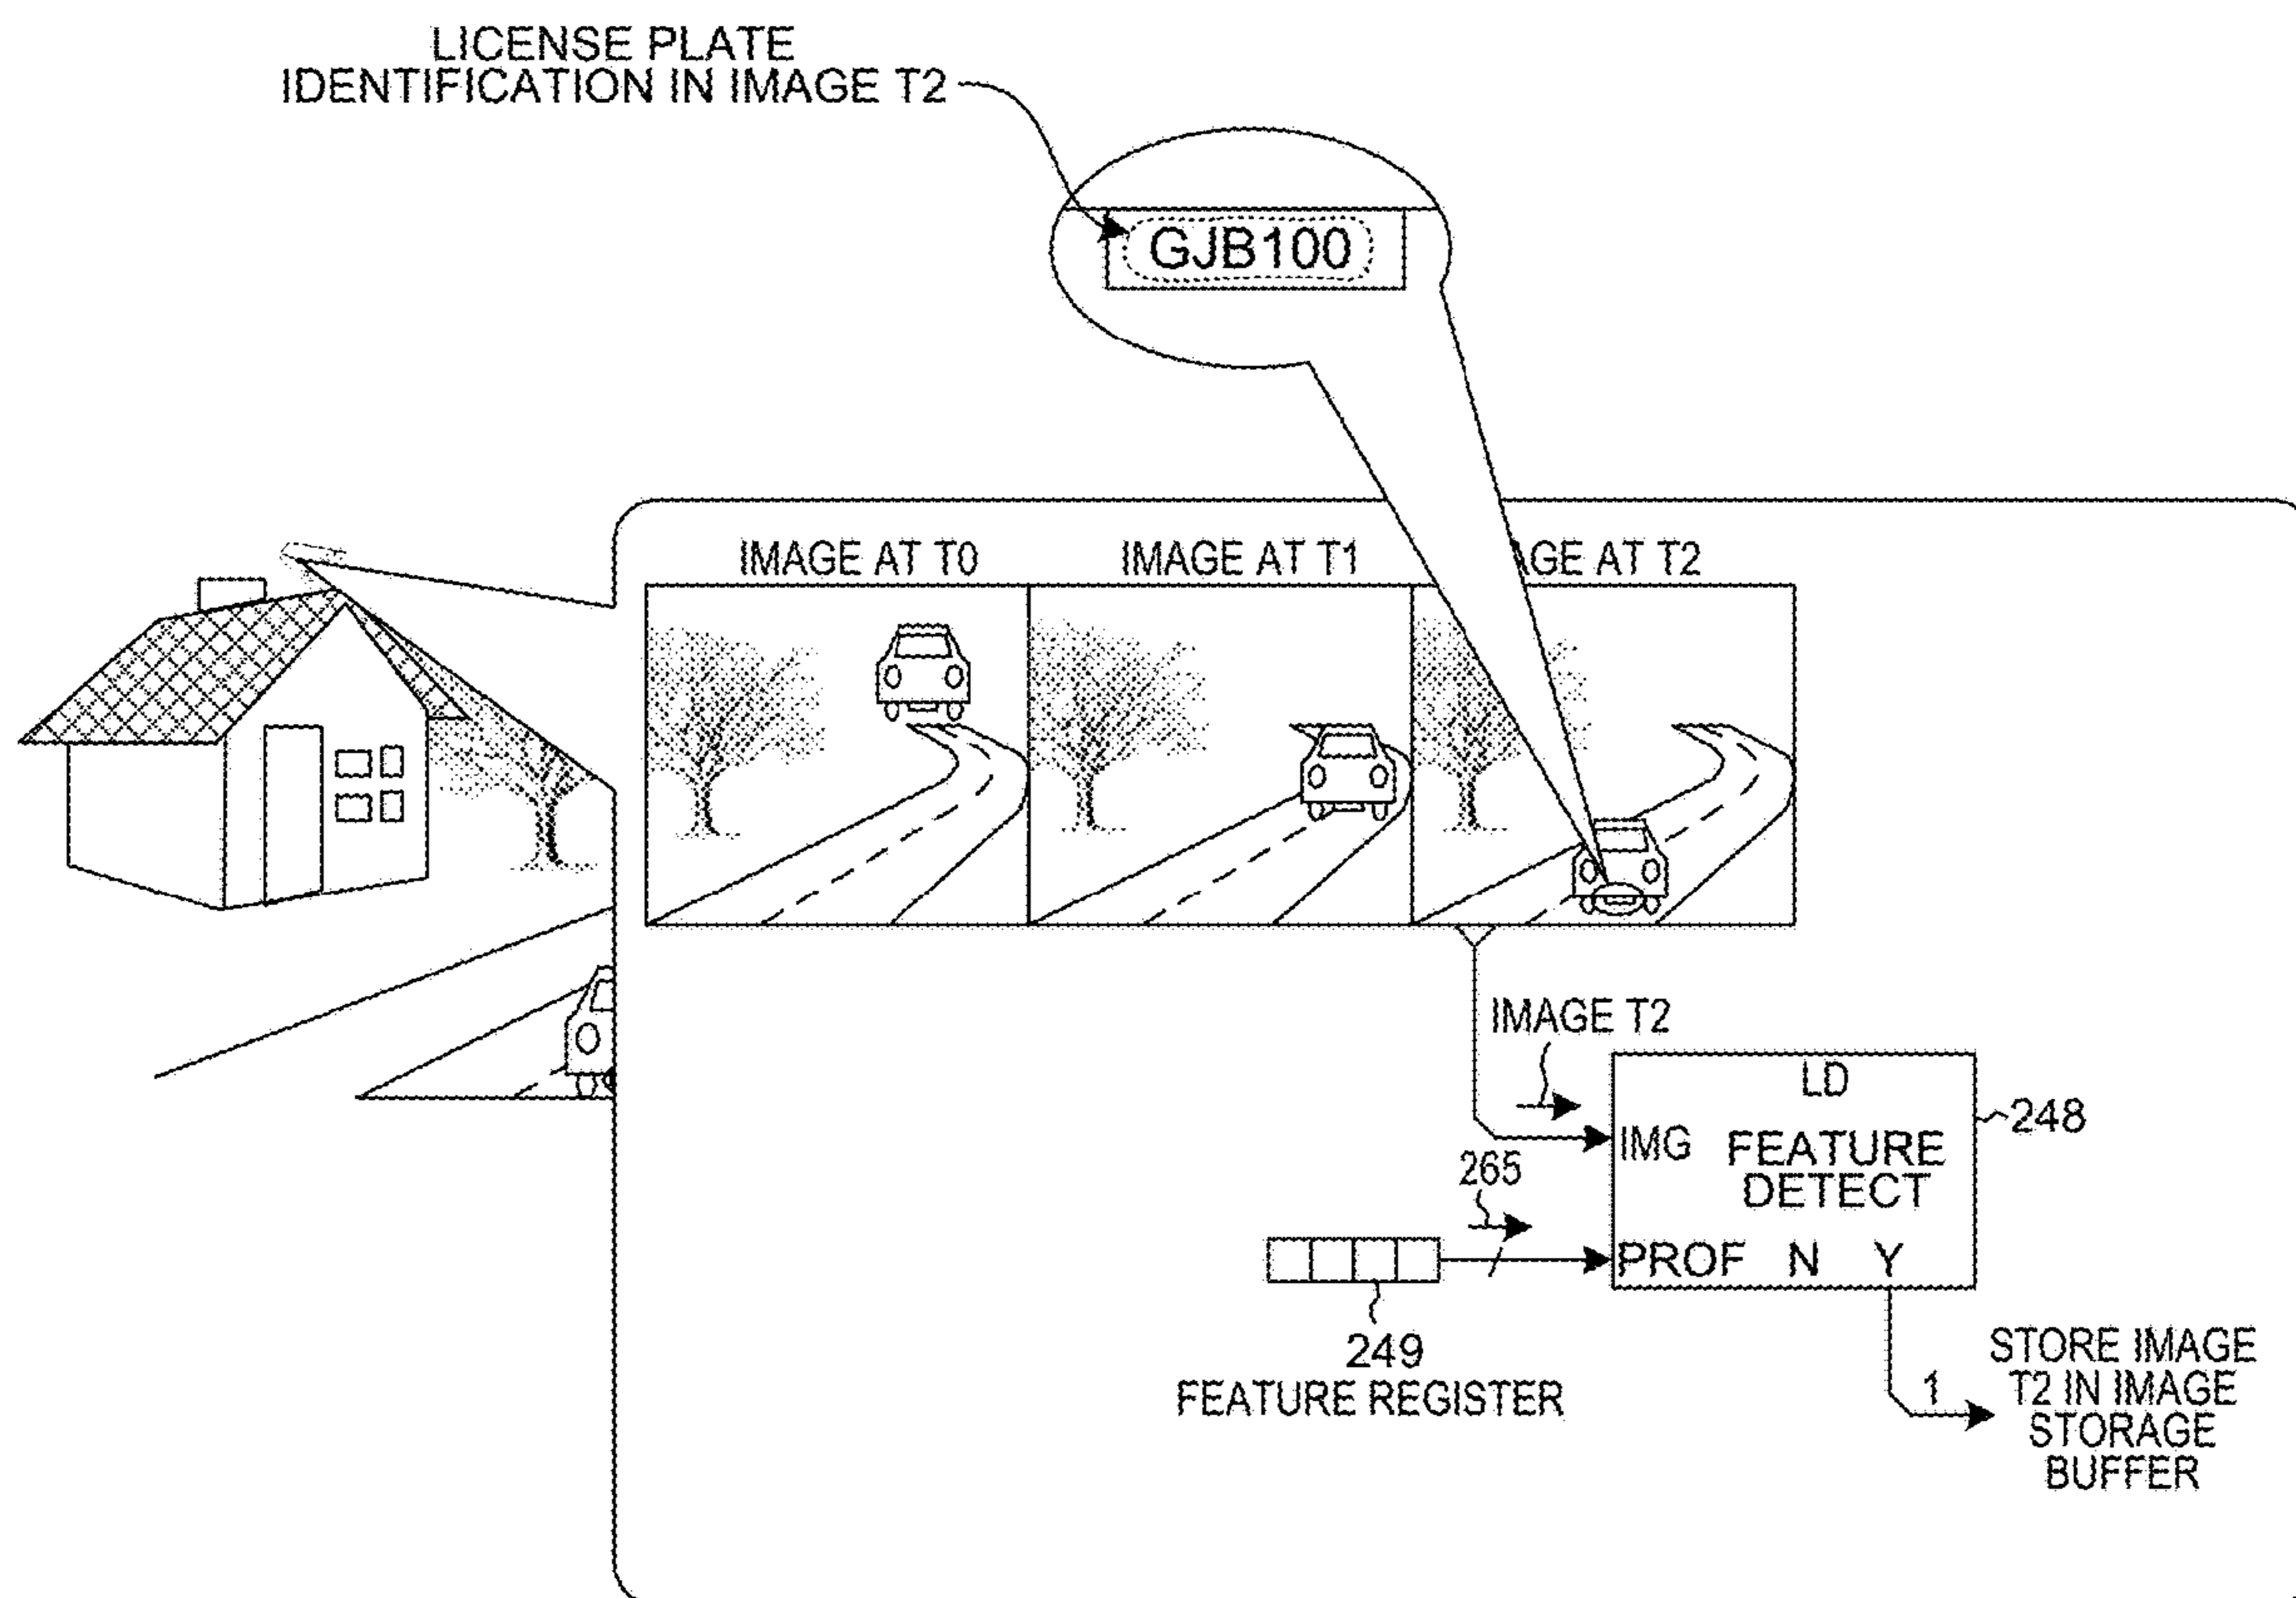 LICENSE PLATE
IDENTIFICATION IN IMAGE T2
GJB100
IMAGE AT T0
IMAGE AT T1
AGE AT T2
IMAGE T2
LD
248
IMG
FEATURE
DETECT
265
PROF N Y
249
FEATURE REGISTER
1
STORE IMAGE
T2 IN IMAGE
STORAGE
BUFFER